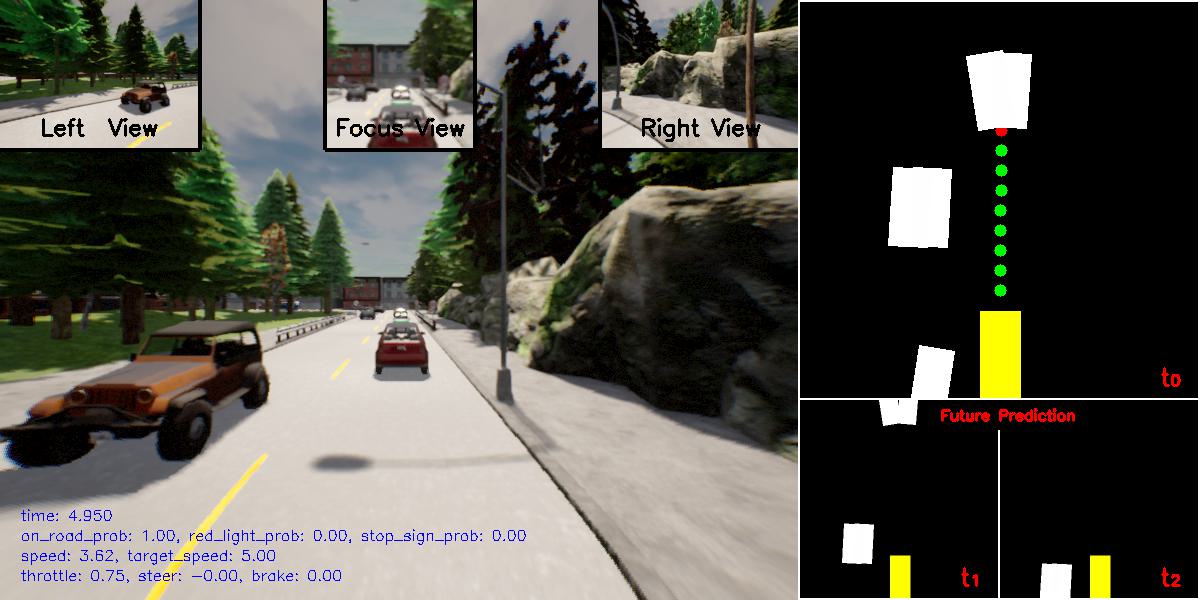 Left View
Focus View
Right View
time: 4.950
on_road_prob: 1.00, red_light_prob: 0.00, stop_sign_prob: 0.00
speed: 3.62, target_speed: 5.00
throttle: 0.75, steer: -0.00, brake: 0.00
t0
Future Prediction
t1
t2